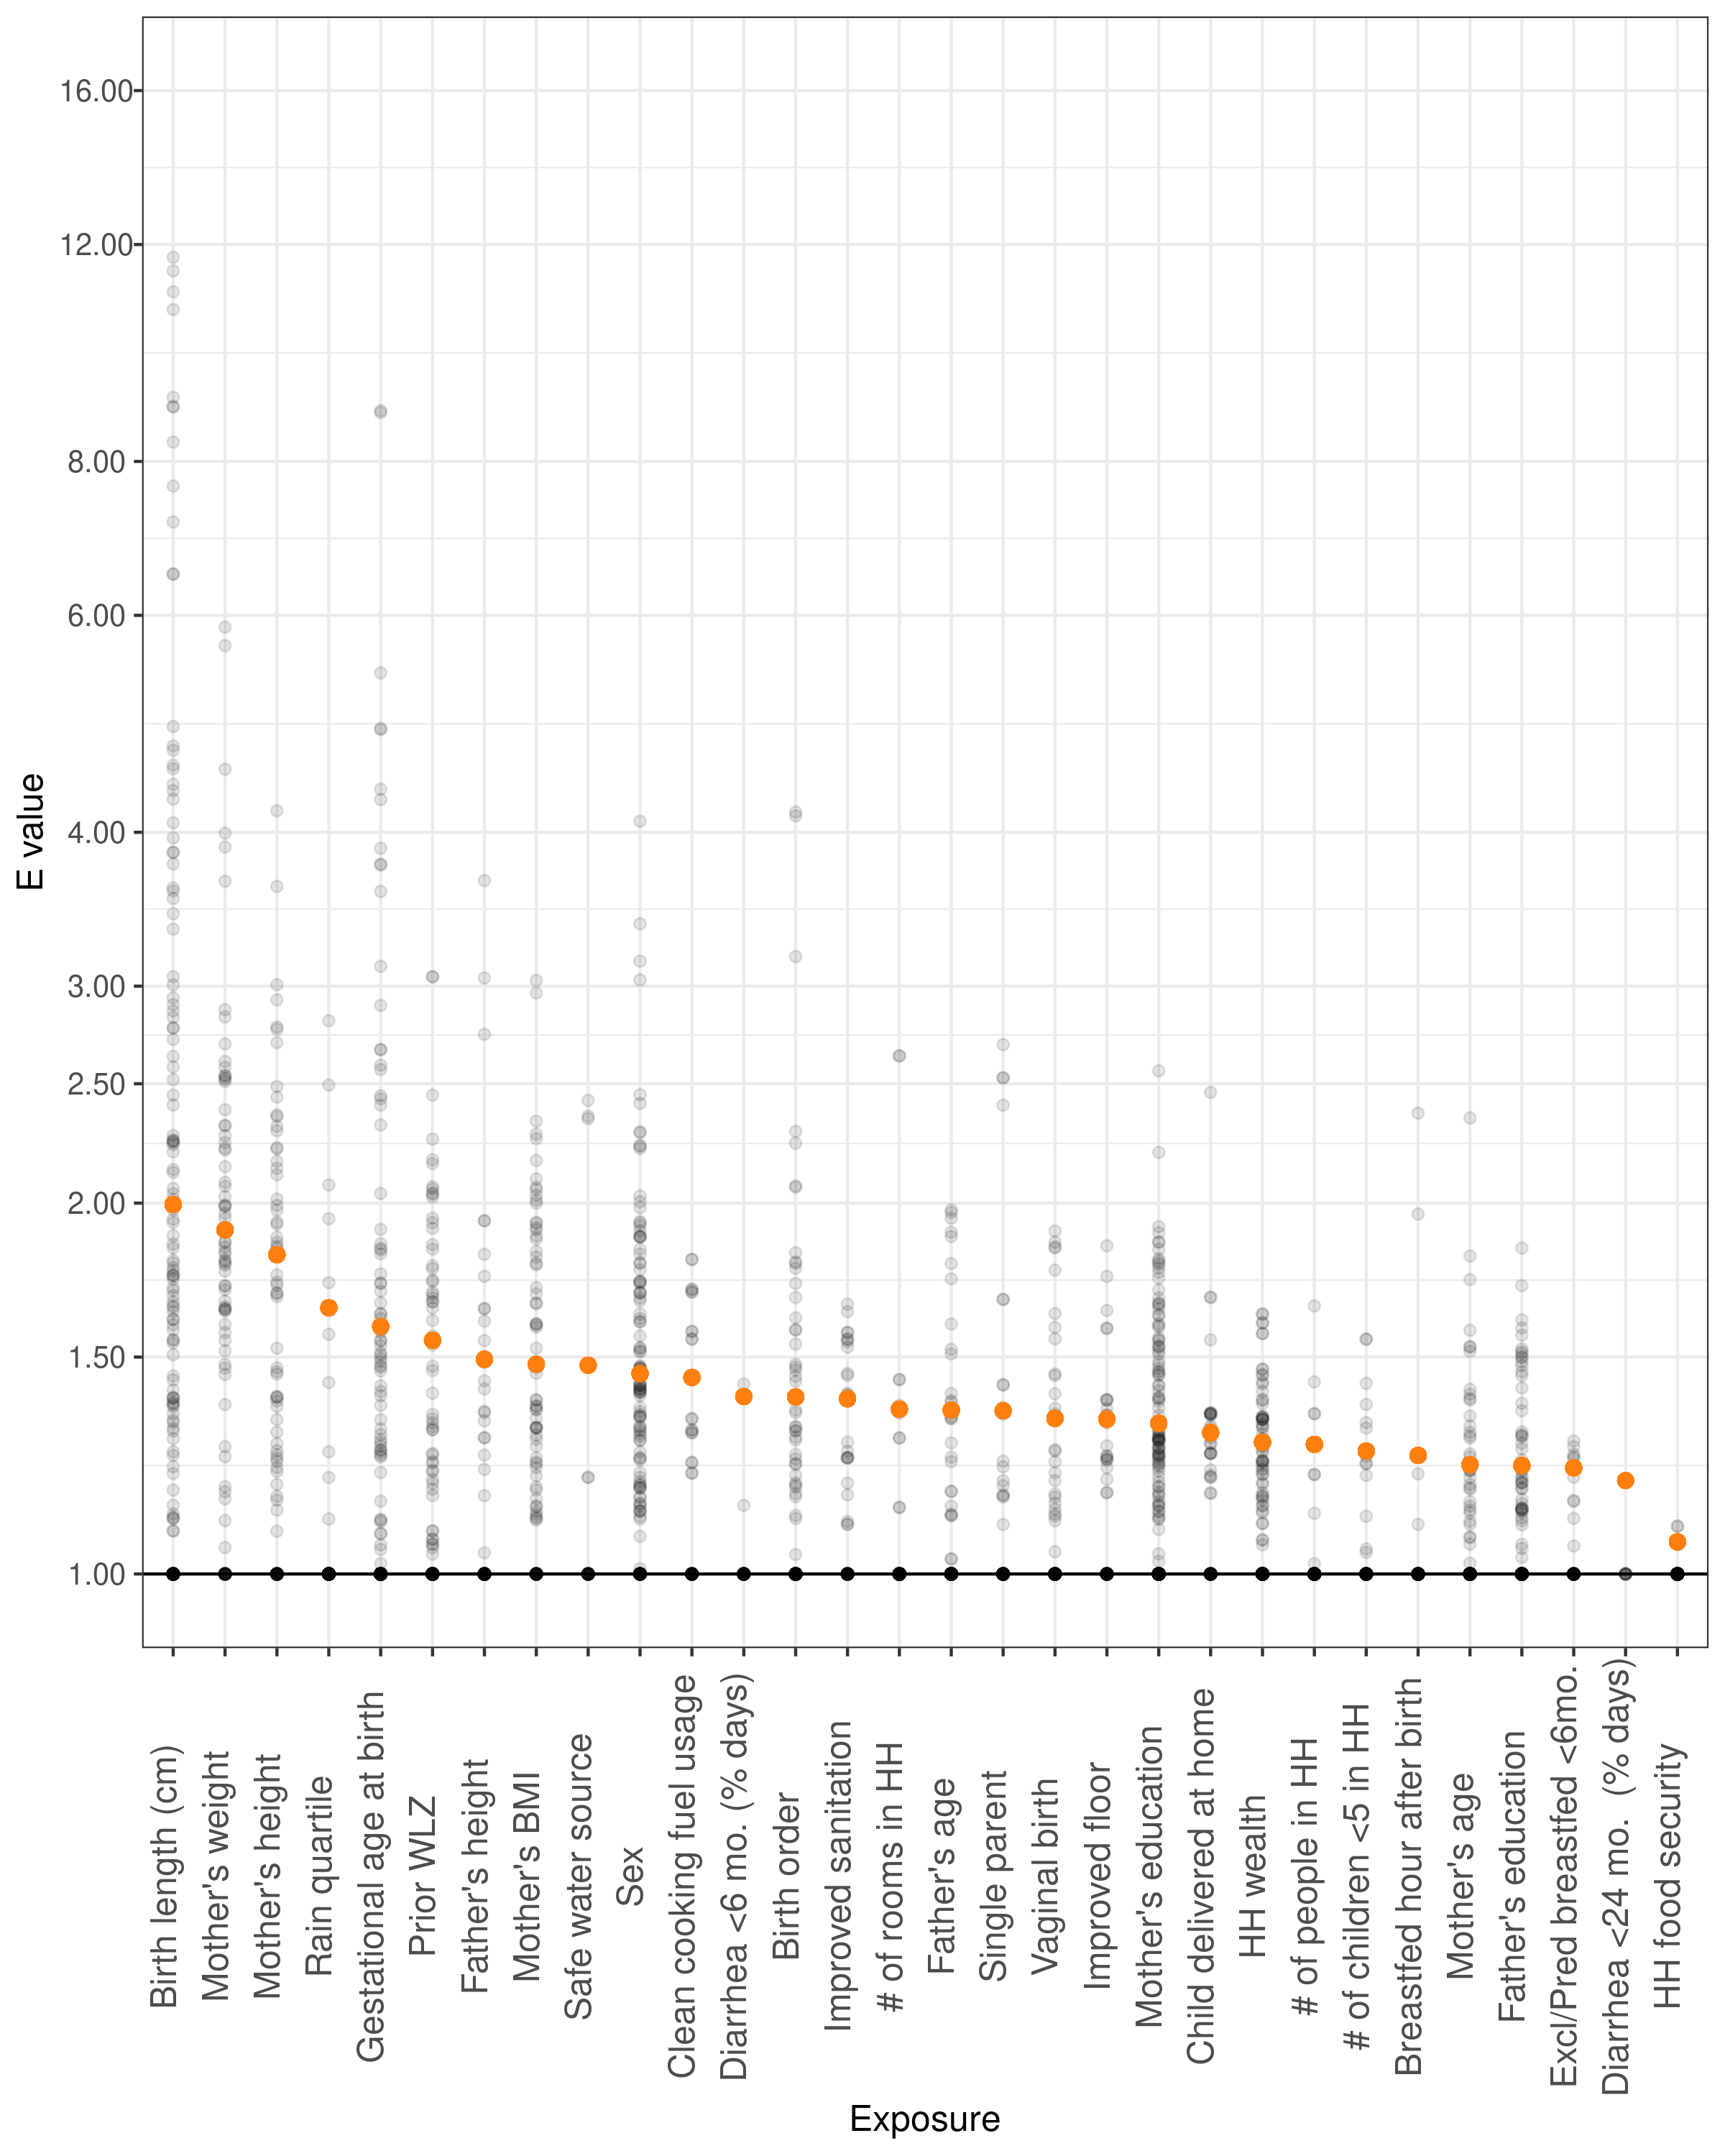 16.00
12.00
8.00
6.00
4.00
3.00
2.50
2.00
1.50
1.00
E value
Birth length (cm)
Mother's weight
Mother's height
Rain quartile
Gestational age at birth
Prior WLZ
Father's height
Mother's BMI
Safe water source
Sex
Clean cooking fuel usage
Diarrhea <6 mo. (% days)
Birth order
Improved sanitation
# of rooms in HH
Father's age
Single parent
Vaginal birth
Improved floor
Mother's education
Child delivered at home
HH wealth
# of people in HH
# of children <5 in HH
Breastfed hour after birth
Mother's age
Father's education
Excl/Pred breastfed <6mo.
Diarrhea <24 mo.  (% days)
HH food security
Exposure